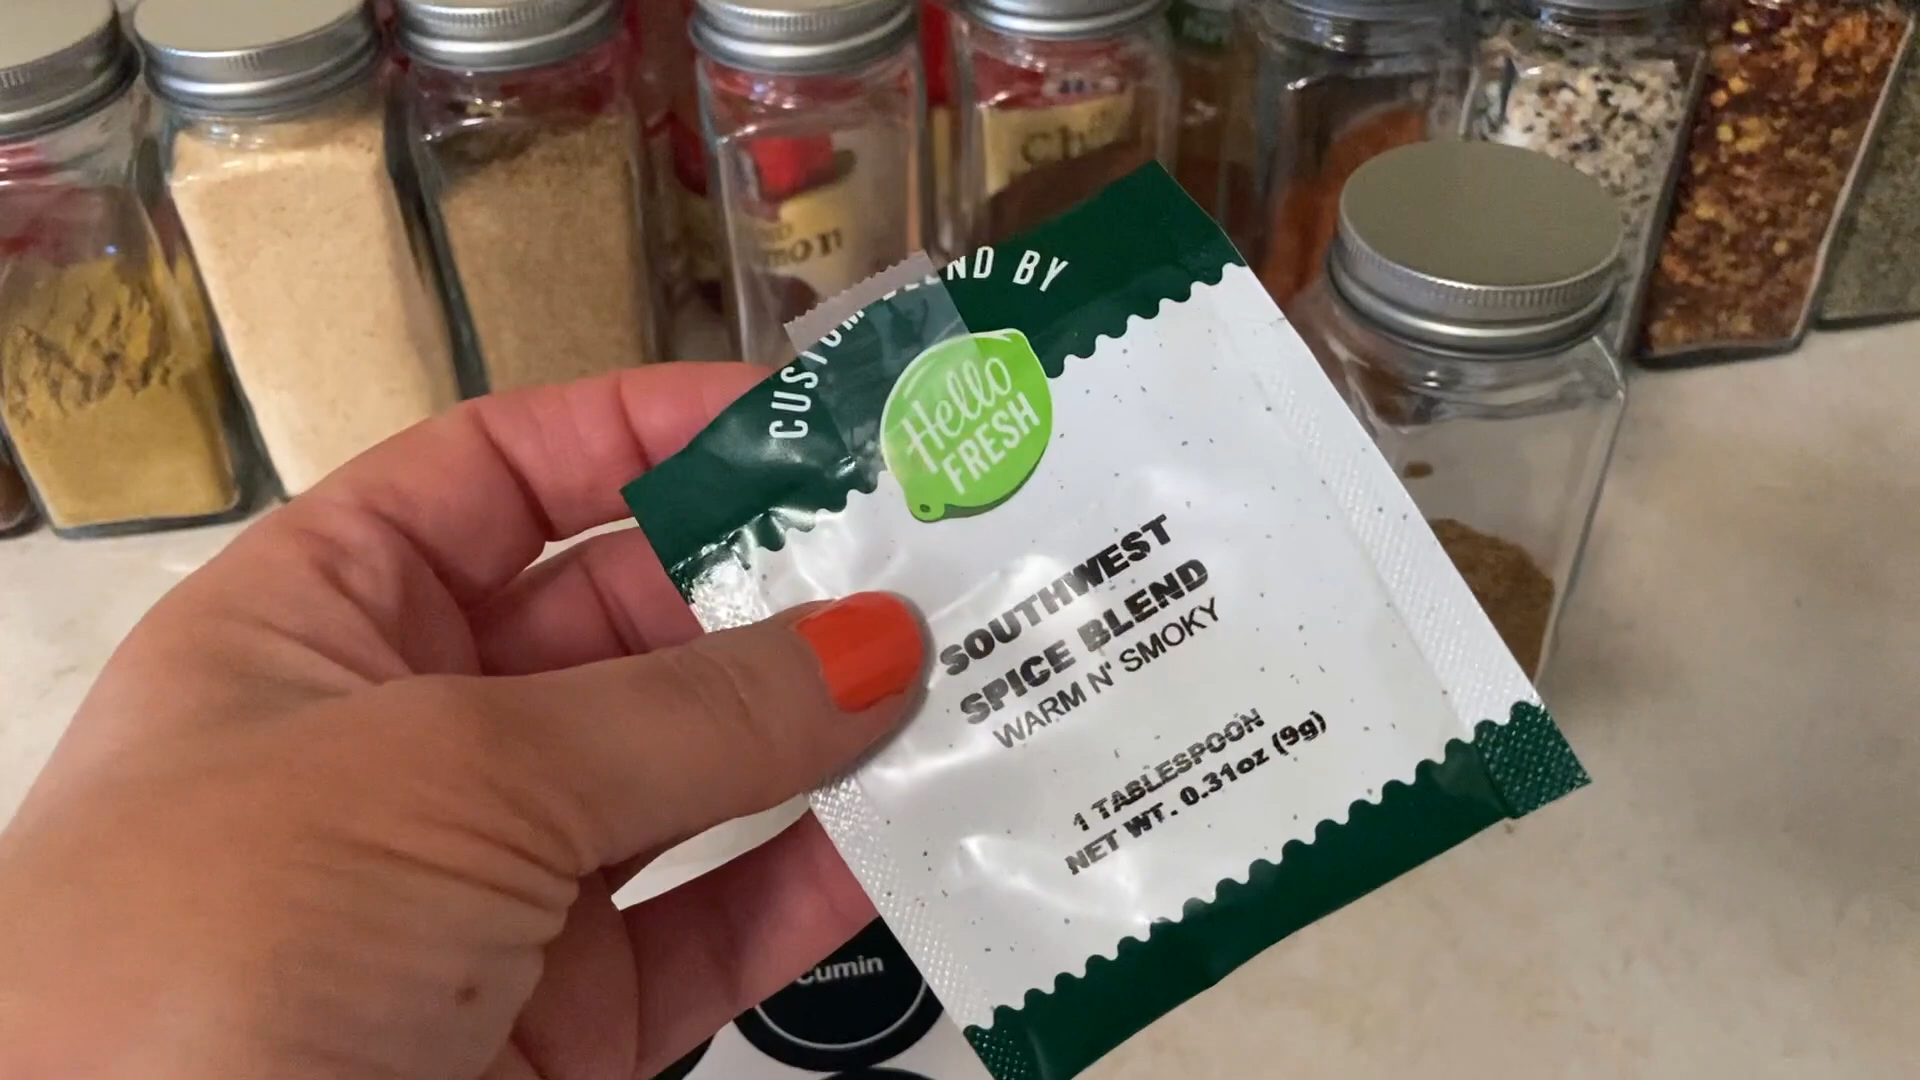 CUSTOM BLEND BY
Hello
FRESH
SOUTHWEST
SPICE BLEND
WARM N' SMOKY
1 TABLESPOON
NET WT. 0.31oz (9g)
Cumin